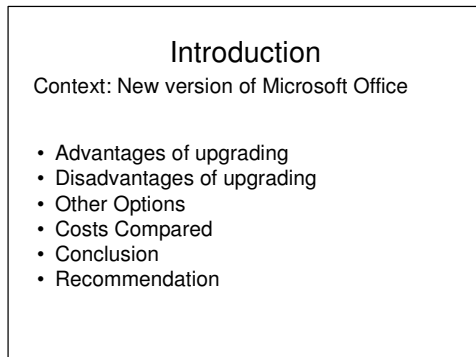 Introduction
Context: New version of Microsoft Office
• Advantages of upgrading
• Disadvantages of upgrading
• Other Options
• Costs Compared
• Conclusion
• Recommendation